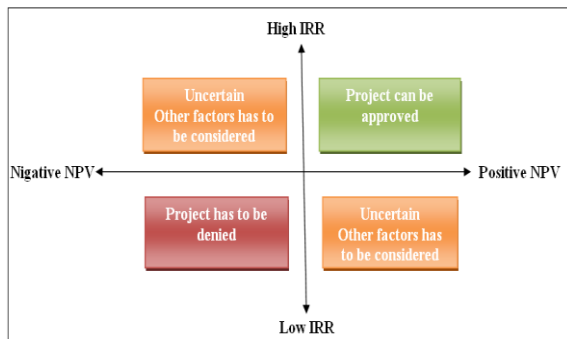 High IRR
Uncertain
Other factors has to
be considered
Project can be
approved
Nigative NPV
Positive NPV
Project has to be
denied
Uncertain
Other factors has
to be considered
Low IRR